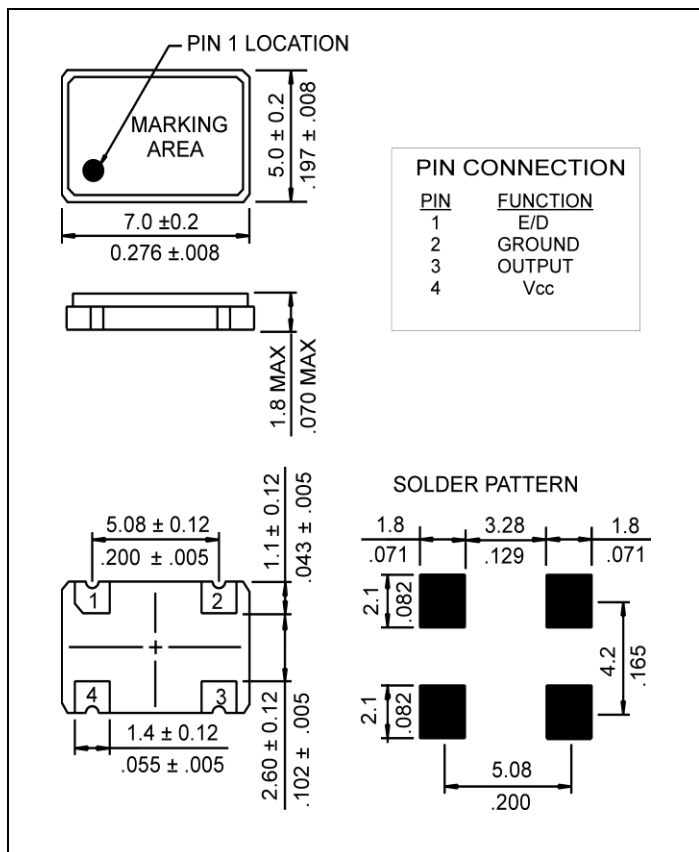 PIN 1 LOCATION
MARKING
AREA
5.0 ± 0.2
.197 ± .008
7.0 ±0.2
0.276 ±.008
PIN CONNECTION
PIN FUNCTION
1 E/D
2 GROUND
3 OUTPUT
4 Vcc
1.8 MAX
.070 MAX
5.08 ± 0.12
.200 ± .005
1.1 ± 0.12
.043 ± .005
1 2
4 3
1.4 ± 0.12
.055 ± .005
2.60 ± 0.12
.102 ± .005
SOLDER PATTERN
1.8 3.28 1.8
.071 .129 .071
2.1
.082
4.2
.165
2.1
.082
5.08
.200